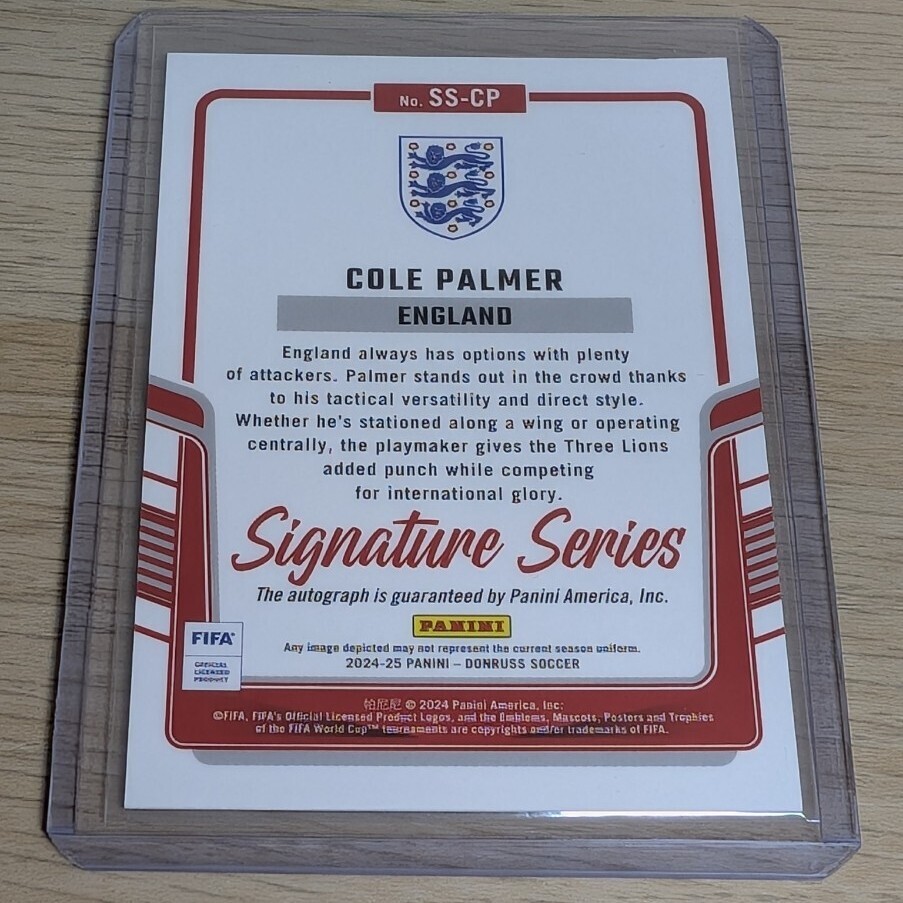 No. SS-CP
COLE PALMER
ENGLAND
England always has options with plenty
of attackers. Palmer stands out in the crowd thanks
to his tactical versatility and direct style.
Whether he's stationed along a wing or operating
centrally, the playmaker gives the Three Lions
added punch while competing
for international glory.
Signature Series
The autograph is guaranteed by Panini America, Inc.
PANINI
Any image depicted may not represent the current season uniform.
2024-25 PANINI – DONRUSS SOCCER
FIFA®
OFFICIAL
LICENSED
PRODUCT
帕尼尼 © 2024 Panini America, Inc.
©FIFA, FIFA's Official Licensed Product Logos, and the Emblems, Mascots, Posters and Trophies
of the FIFA World Cup™ tournaments are copyrights and/or trademarks of FIFA.